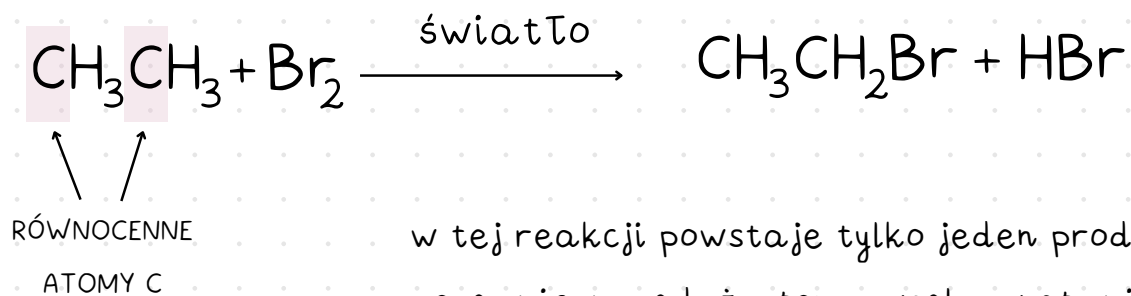 światło
CH₃CH₃ + Br₂ → CH₃CH₂Br + HBr
RÓWNOCENNE
ATOMY C
w tej reakcji powstaje tylko jeden prod